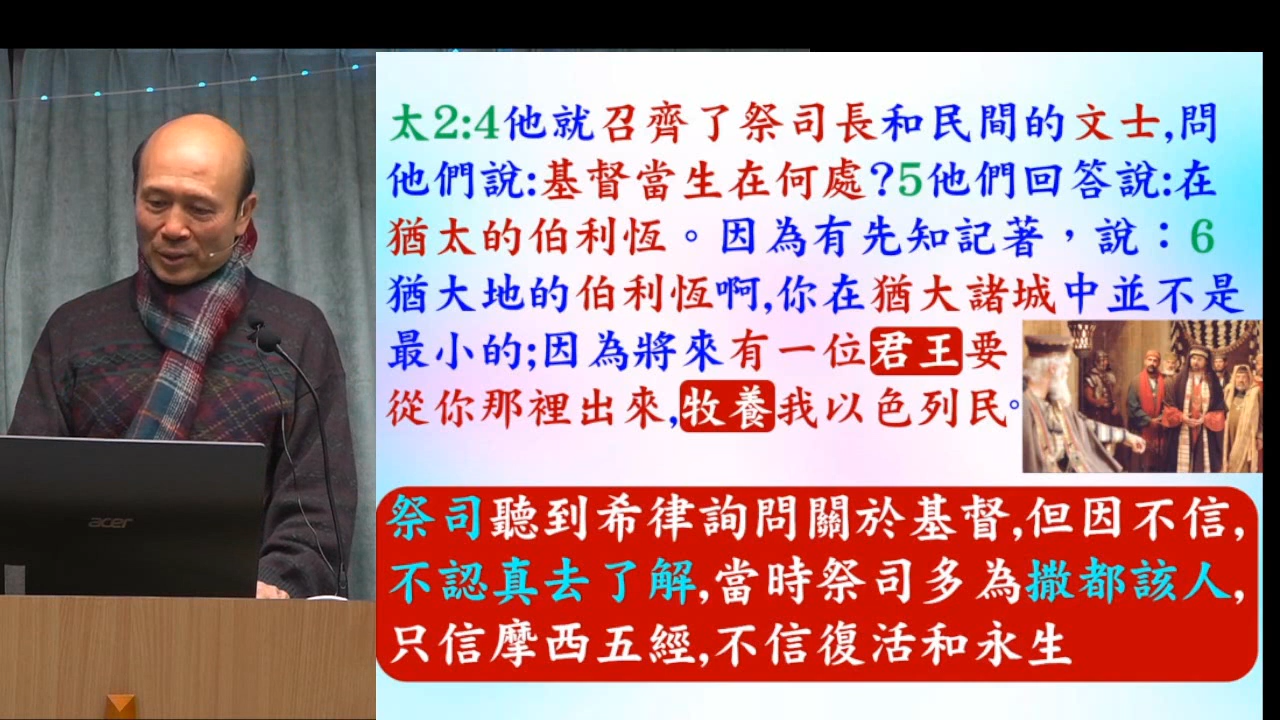 太2:4他就召齊了祭司長和民間的文士,問
他們說:基督當生在何處?5他們回答說:在
猶太的伯利恆。因為有先知記著，說：6
猶大地的伯利恆啊,你在猶大諸城中並不是
最小的;因為將來有一位君王要
從你那裡出來,牧養我以色列民。
祭司聽到希律詢問關於基督,但因不信,
不認真去了解,當時祭司多為撒都該人,
只信摩西五經,不信復活和永生
acer